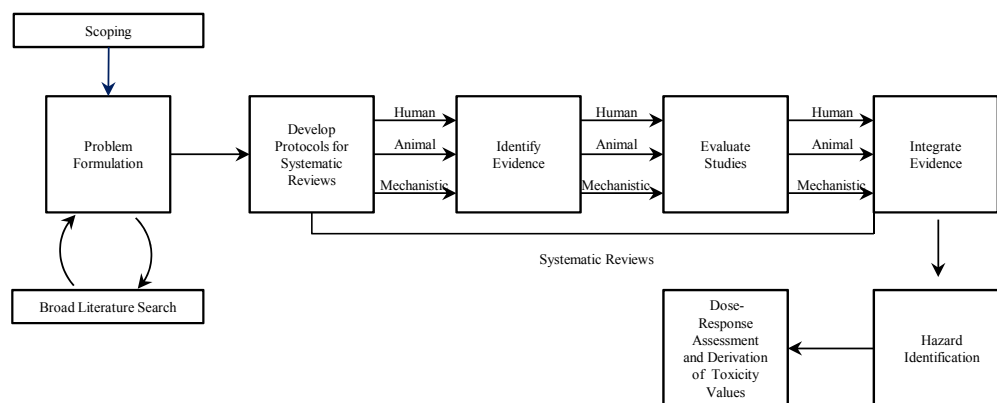 Scoping
Problem
Formulation
Broad Literature Search
Develop
Protocols for
Systematic
Reviews
Human
Animal
Mechanistic
Identify
Evidence
Human
Animal
Mechanistic
Evaluate
Studies
Human
Animal
Mechanistic
Integrate
Evidence
Systematic Reviews
Hazard
Identification
Dose-
Response
Assessment
and Derivation
of Toxicity
Values